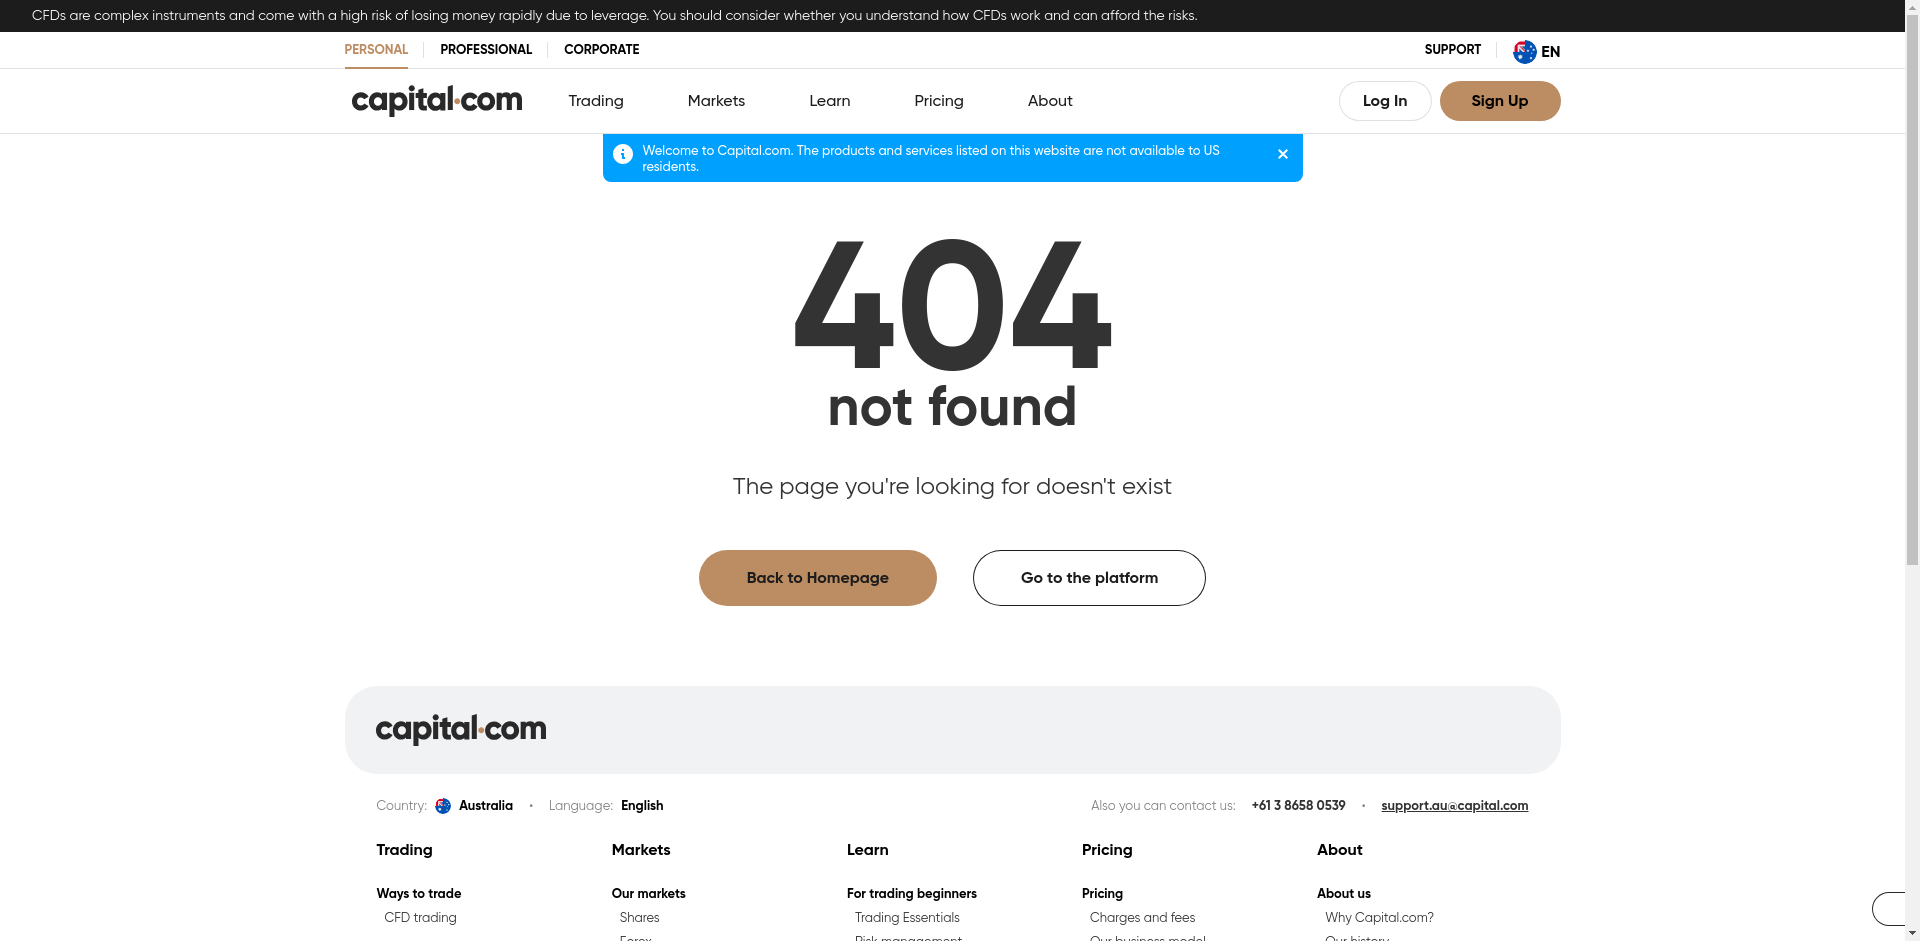 CFDs are complex instruments and come with a high risk of losing money rapidly due to leverage. You should consider whether you understand how CFDs work and can afford the risks.
PERSONAL PROFESSIONAL CORPORATE SUPPORT EN
capital.com Trading Markets Learn Pricing About Log In Sign Up
Welcome to Capital.com. The products and services listed on this website are not available to US
residents.
404
not found
The page you're looking for doesn't exist
Back to Homepage Go to the platform
capital.com
Country: Australia • Language: English Also you can contact us: +61 3 8658 0539 • support.au@capital.com
Trading Markets Learn Pricing About
Ways to trade Our markets For trading beginners Pricing About us
CFD trading Shares Trading Essentials Charges and fees Why Capital.com?
Forex Risk management Our business model Our history